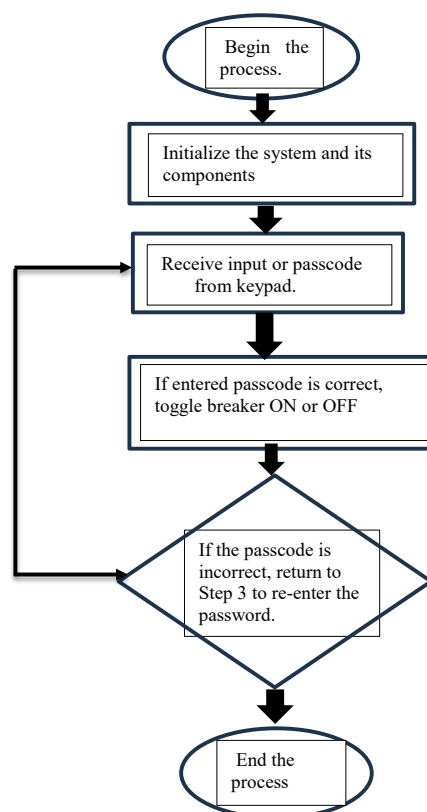 Begin the
process.
Initialize the system and its
components
Receive input or passcode
from keypad.
If entered passcode is correct,
toggle breaker ON or OFF
If the passcode is
incorrect, return to
Step 3 to re-enter the
password.
End the
process